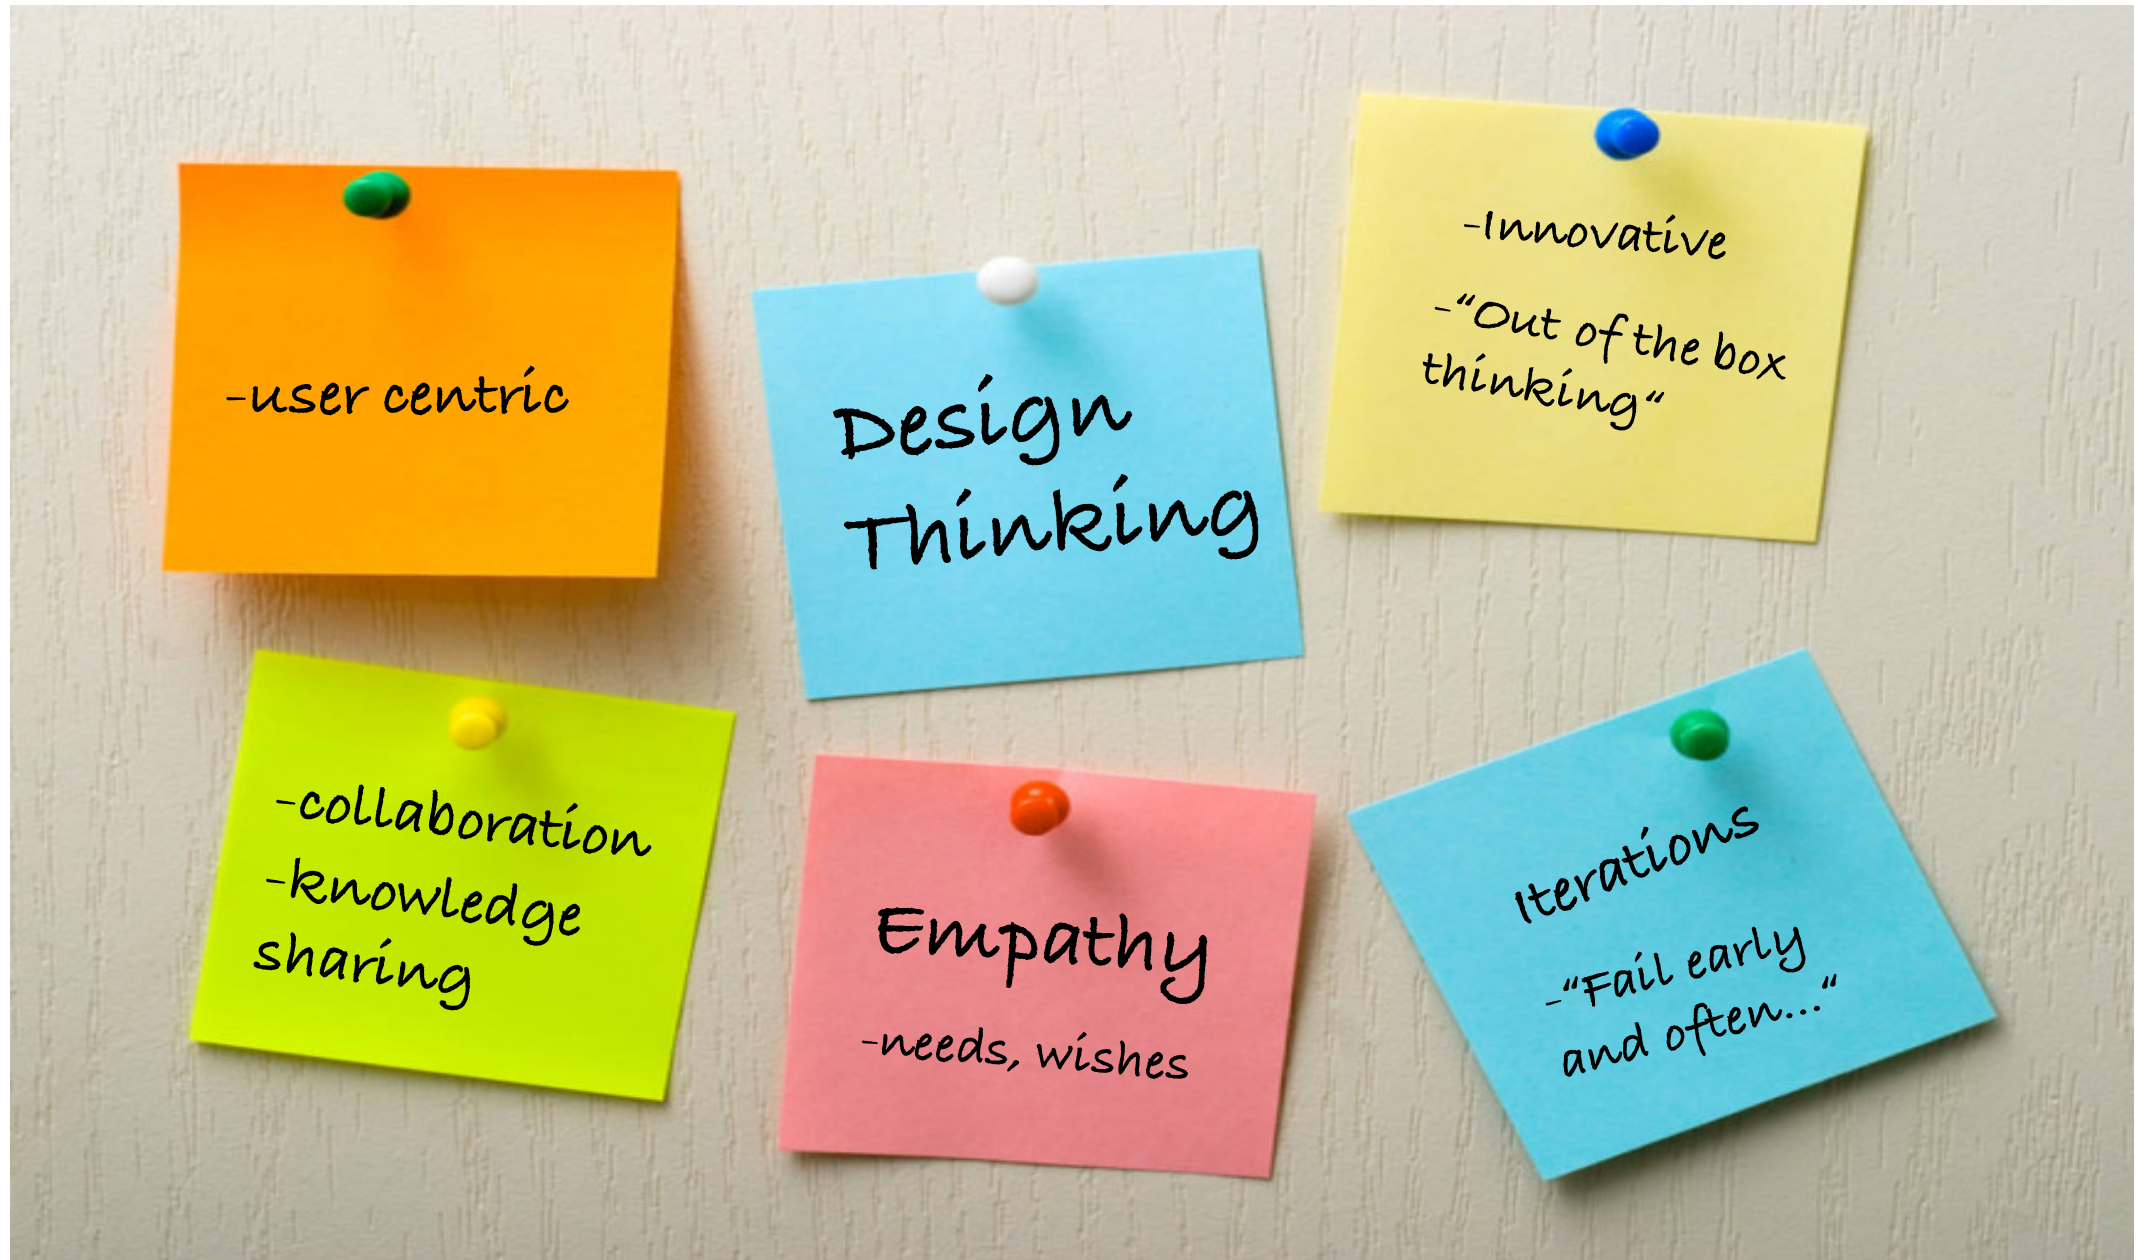 -user centric
Design
Thinking
-Innovative
-“Out of the box
thinking“
-collaboration
-knowledge
sharing
Empathy
-needs, wishes
Iterations
-“Fail early
and often...“